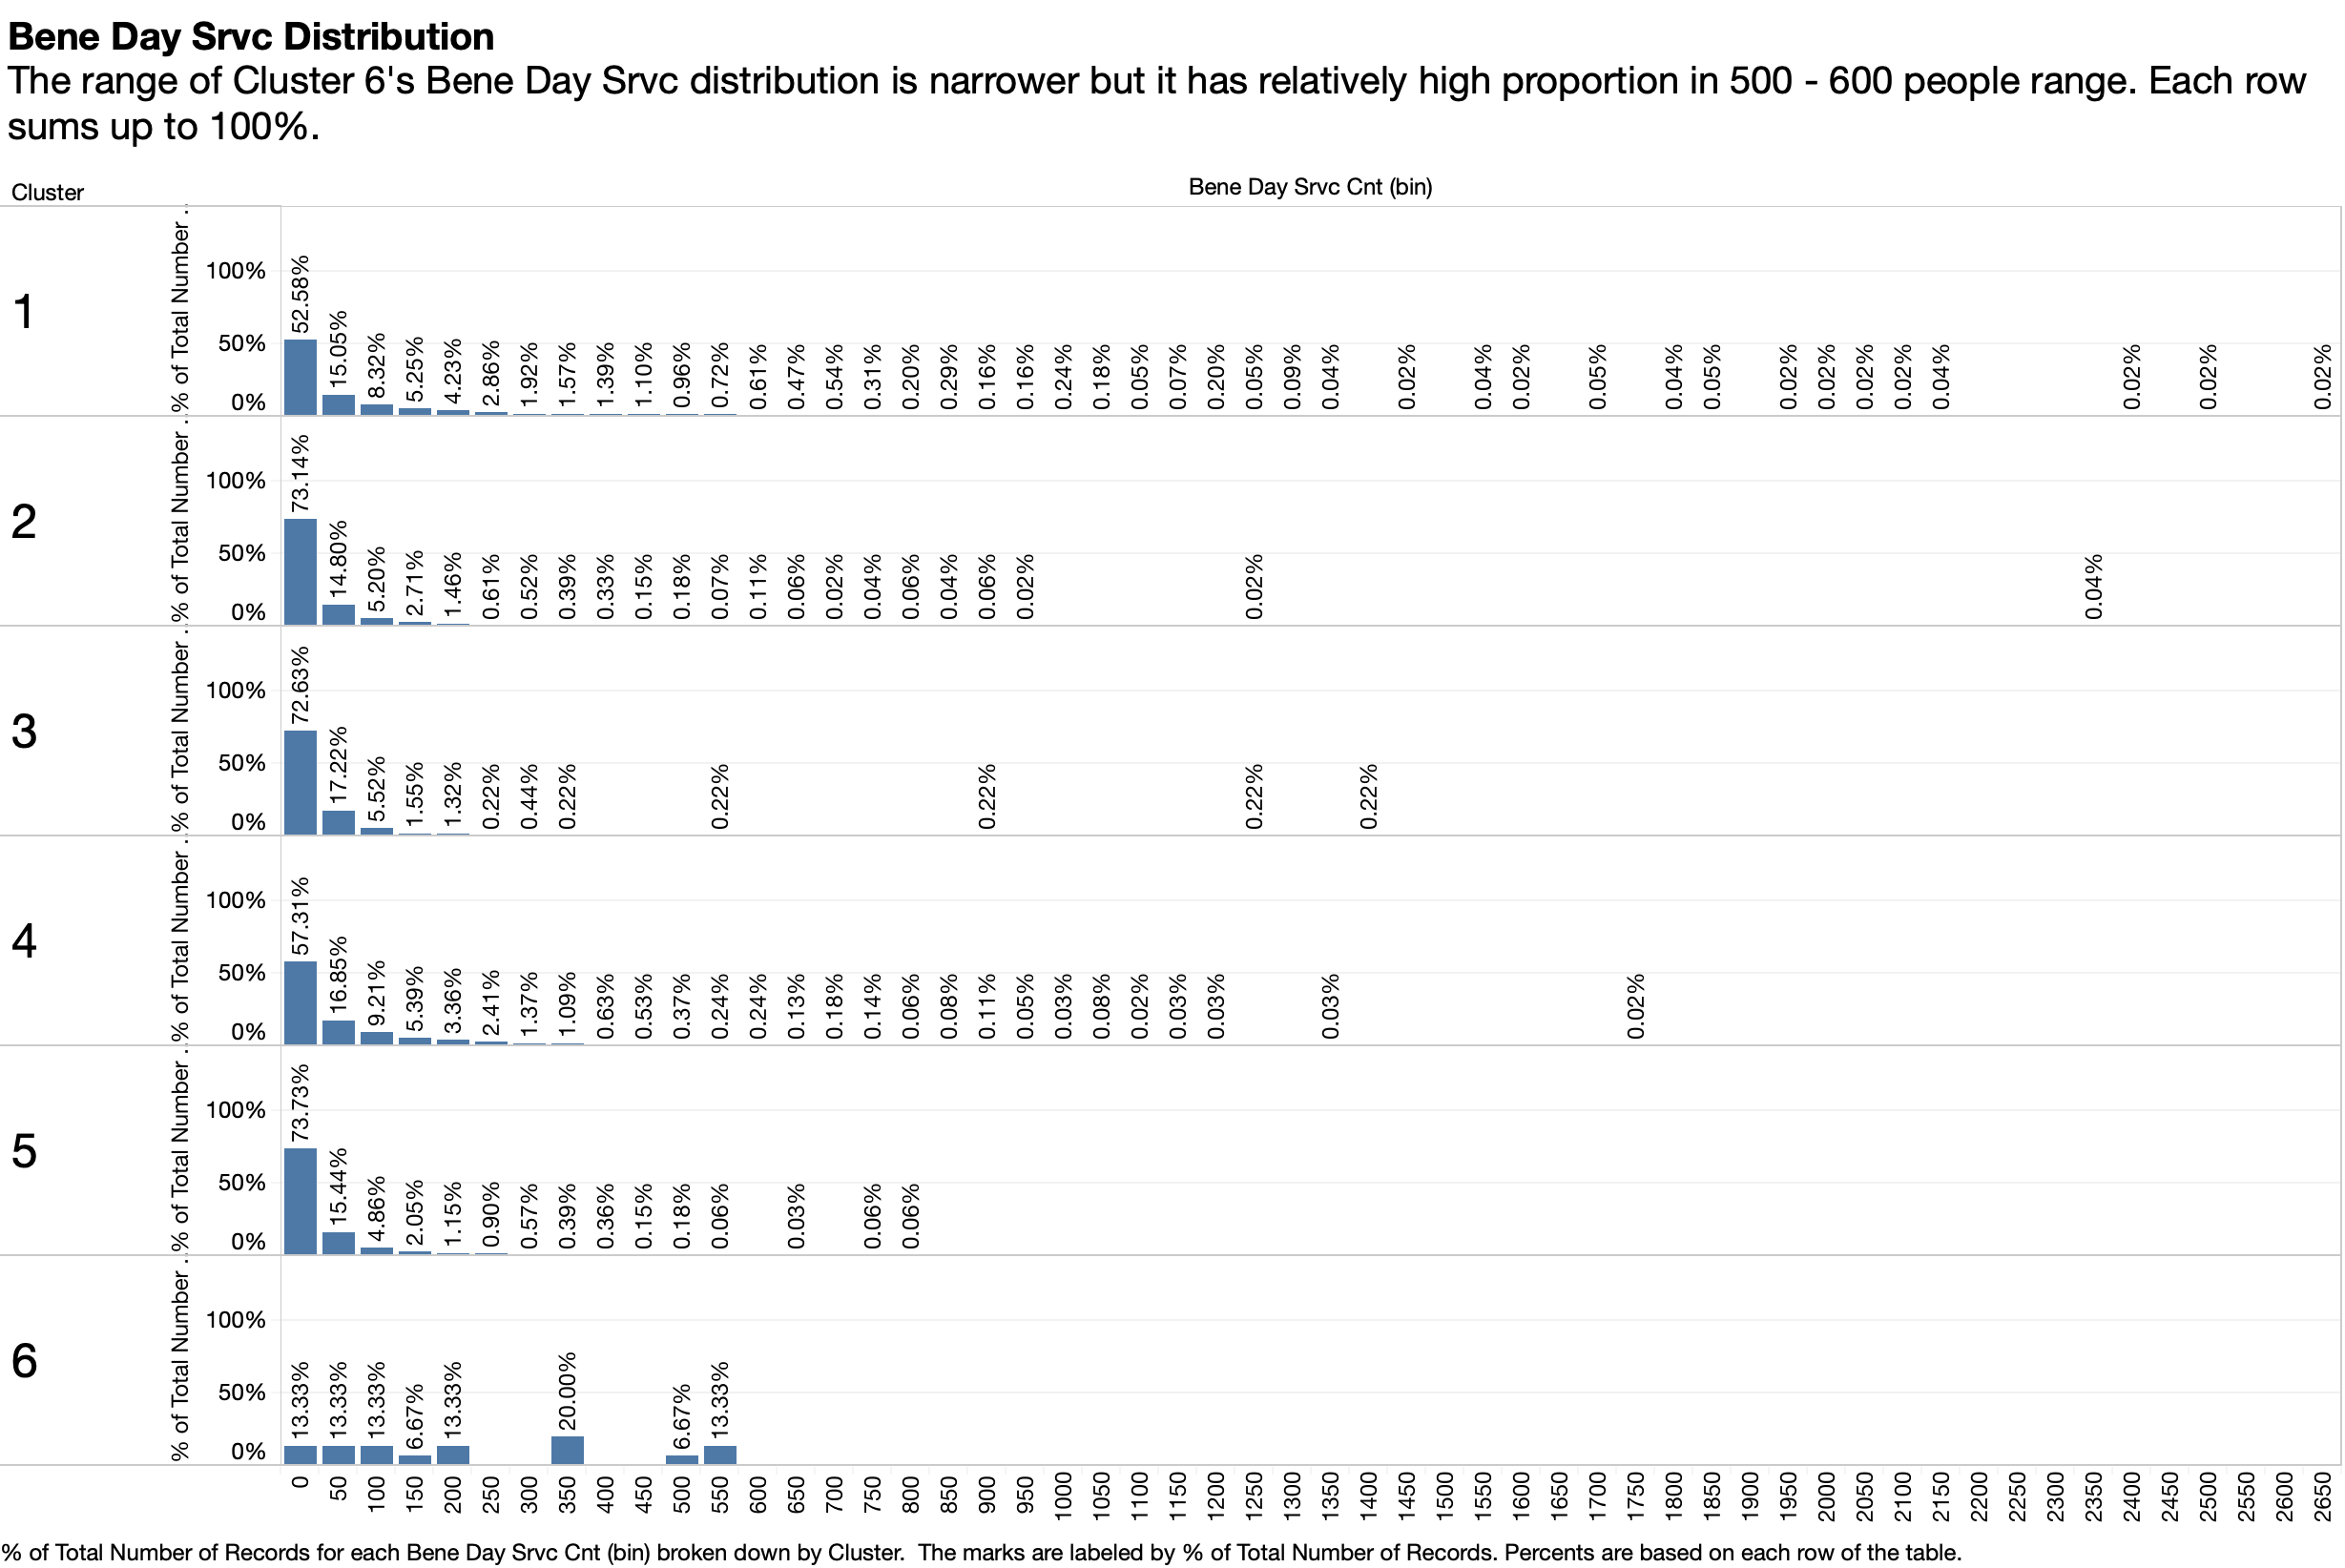 Bene Day Srvc Distribution
The range of Cluster 6's Bene Day Srvc distribution is narrower but it has relatively high proportion in 500 - 600 people range. Each row
sums up to 100%.
Cluster
Bene Day Srvc Cnt (bin)
1
% of Total Number ..
100%
50%
0%
52.58% 15.05% 8.32% 5.25% 4.23% 2.86% 1.92% 1.57% 1.39% 1.10% 0.96% 0.72% 0.61% 0.47% 0.54% 0.31% 0.20% 0.29% 0.16% 0.16% 0.24% 0.18% 0.05% 0.07% 0.20% 0.05% 0.09% 0.04% 0.02% 0.04% 0.02% 0.05% 0.04% 0.05% 0.02% 0.02% 0.02% 0.02% 0.04% 0.02% 0.02% 0.02%
2
% of Total Number ..
100%
50%
0%
73.14% 14.80% 5.20% 2.71% 1.46% 0.61% 0.52% 0.39% 0.33% 0.15% 0.18% 0.07% 0.11% 0.06% 0.02% 0.04% 0.06% 0.04% 0.06% 0.02% 0.02% 0.04%
3
% of Total Number ..
100%
50%
0%
72.63% 17.22% 5.52% 1.55% 1.32% 0.22% 0.44% 0.22% 0.22% 0.22% 0.22% 0.22%
4
% of Total Number ..
100%
50%
0%
57.31% 16.85% 9.21% 5.39% 3.36% 2.41% 1.37% 1.09% 0.63% 0.53% 0.37% 0.24% 0.24% 0.13% 0.18% 0.14% 0.06% 0.08% 0.11% 0.05% 0.03% 0.08% 0.02% 0.03% 0.03% 0.03% 0.02%
5
% of Total Number ..
100%
50%
0%
73.73% 15.44% 4.86% 2.05% 1.15% 0.90% 0.57% 0.39% 0.36% 0.15% 0.18% 0.06% 0.03% 0.06% 0.06%
6
% of Total Number ..
100%
50%
0%
13.33% 13.33% 13.33% 6.67% 13.33% 20.00% 6.67% 13.33%
0 50 100 150 200 250 300 350 400 450 500 550 600 650 700 750 800 850 900 950 1000 1050 1100 1150 1200 1250 1300 1350 1400 1450 1500 1550 1600 1650 1700 1750 1800 1850 1900 1950 2000 2050 2100 2150 2200 2250 2300 2350 2400 2450 2500 2550 2600 2650
% of Total Number of Records for each Bene Day Srvc Cnt (bin) broken down by Cluster.  The marks are labeled by % of Total Number of Records. Percents are based on each row of the table.